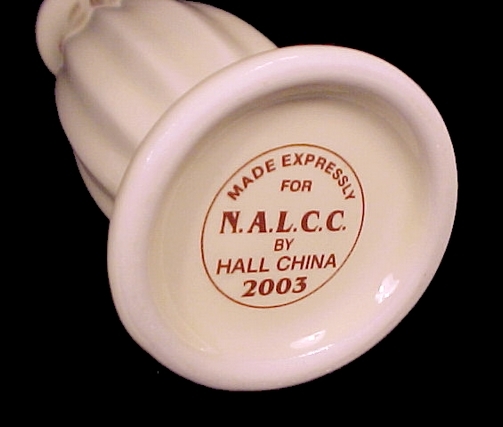 MADE EXPRESSLY
FOR
N.A.L.C.C.
BY
HALL CHINA
2003